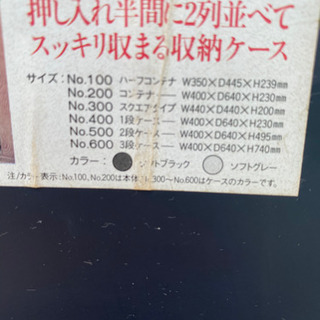 押し入れ半間に2列並べて
スッキリ収まる収納ケース
サイズ：No.100 ハーフコンテナ W350×D445×H239㎜
No.200 コンテナー W400×D640×H230㎜
No.300 スクエアタイプ W440×D440×H200㎜
No.400 1段ケース― W400×D640×H230㎜
No.500 2段ケース― W400×D640×H495㎜
No.600 3段ケース― W400×D640×H740㎜
カラー： ソフトブラック ソフトグレー
注/カラー表示：No.100、No.200は本体、 300〜No.600はケースのカラーです。